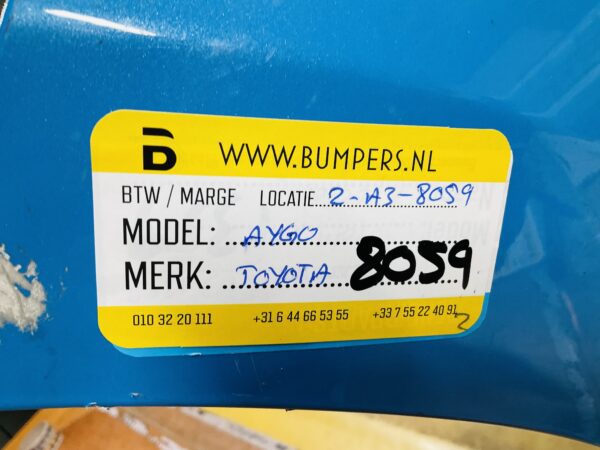 B WWW.BUMPERS.NL
BTW / MARGE LOCATIE 2-A3-8059
MODEL: AYGO
MERK: TOYOTA 8059
010 32 20 111 +31 6 44 66 53 55 +33 7 55 22 40 91
2